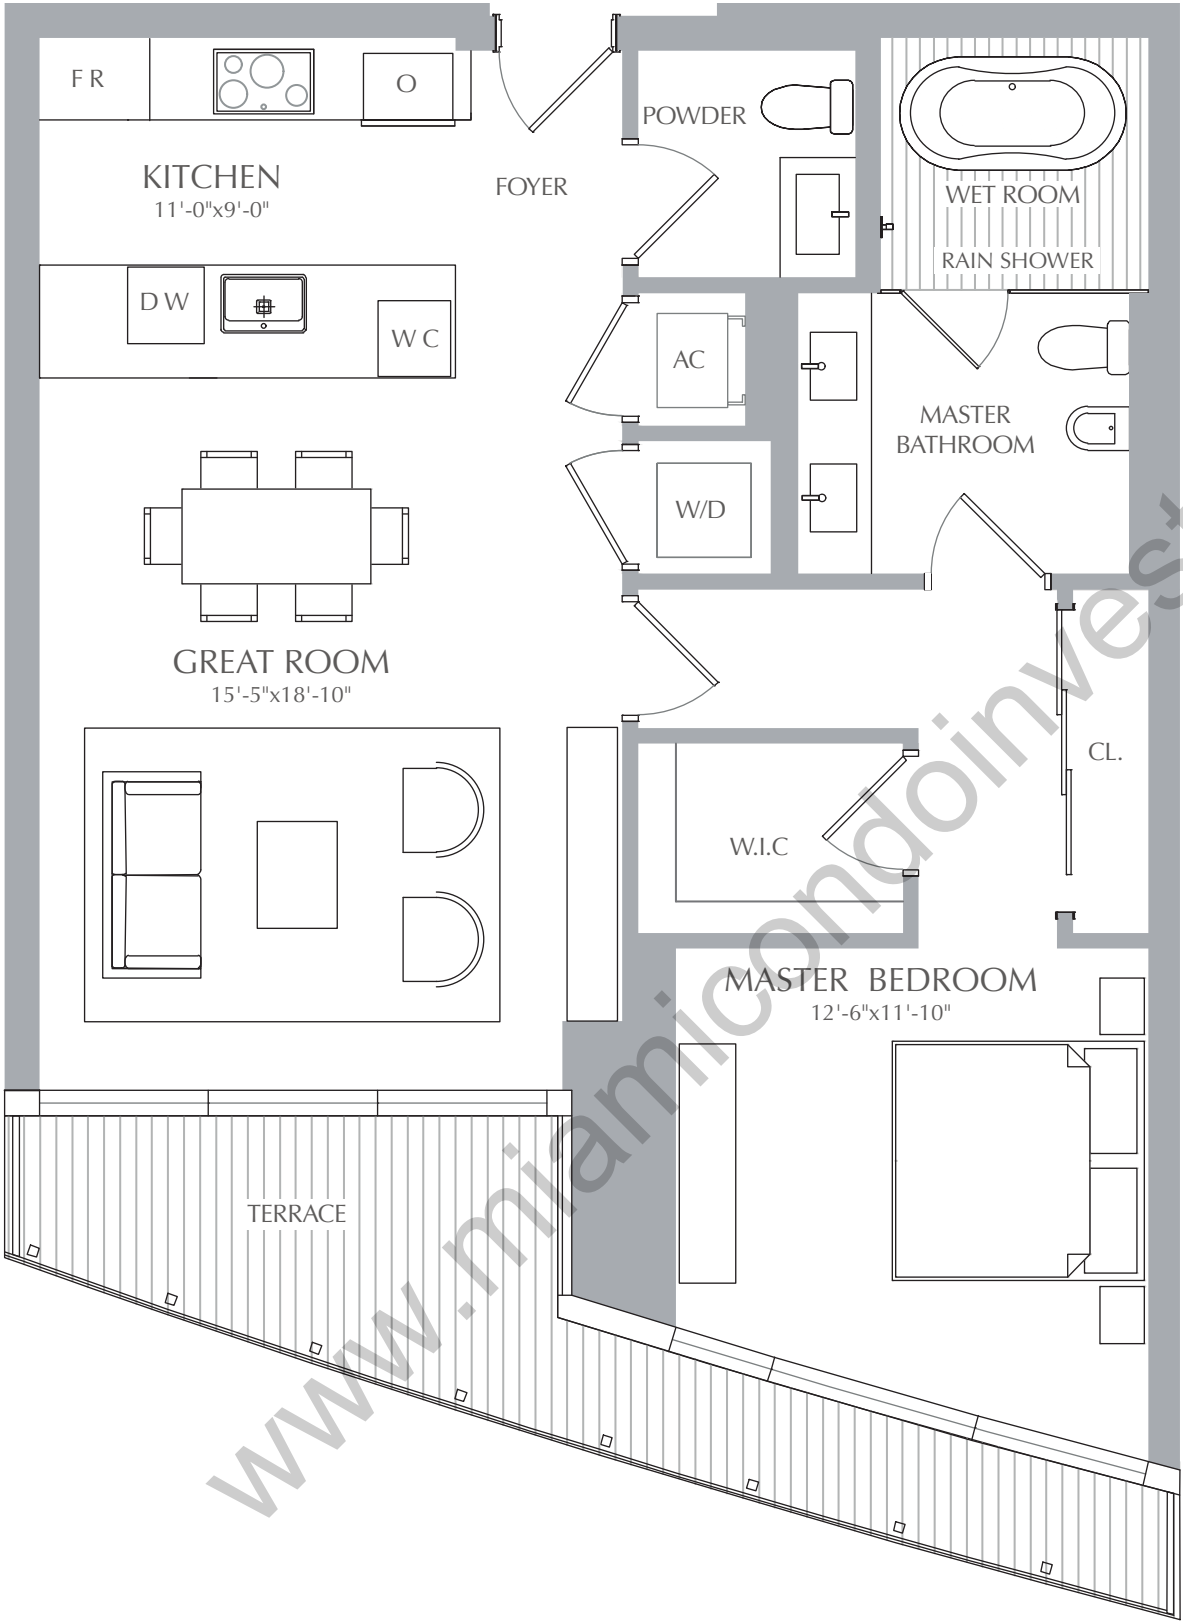 F R
O
POWDER
KITCHEN
11'-0"x9'-0"
FOYER
WET ROOM
RAIN SHOWER
D W
W C
AC
MASTER
BATHROOM
W/D
GREAT ROOM
15'-5"x18'-10"
CL.
W.I.C
MASTER BEDROOM
12'-6"x11'-10"
TERRACE
www.miamicondoinvest